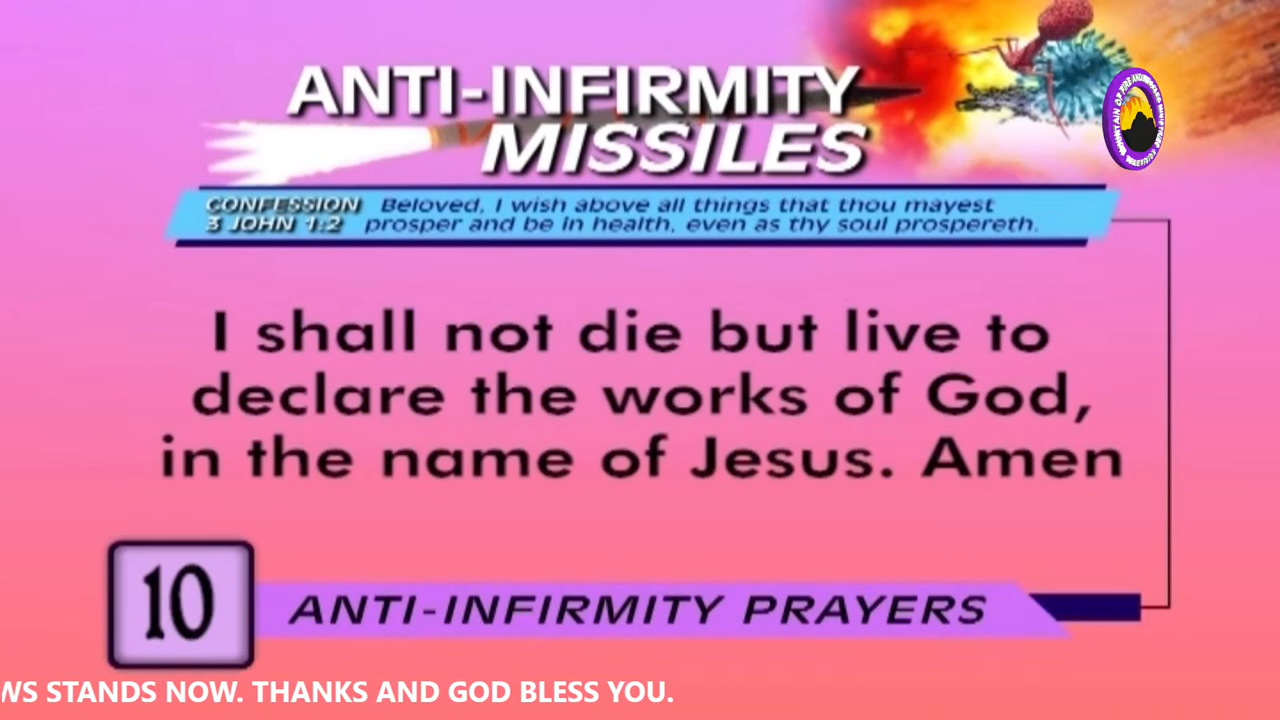 ANTI-INFIRMITY
MISSILES
CONFESSION
3 JOHN 1:2
Beloved, I wish above all things that thou mayest
prosper and be in health, even as thy soul prospereth.
I shall not die but live to
declare the works of God,
in the name of Jesus. Amen
10
ANTI-INFIRMITY PRAYERS
WS STANDS NOW. THANKS AND GOD BLESS YOU.